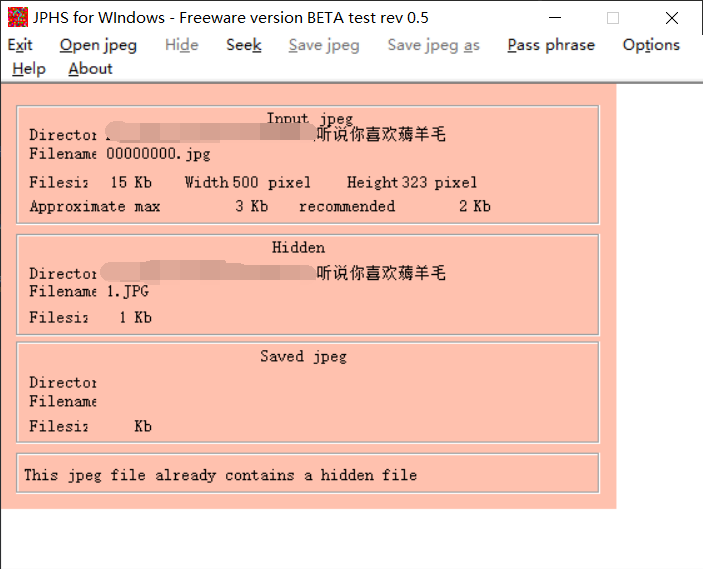 JPHS for WIndows - Freeware version BETA test rev 0.5
Exit Open jpeg Hide Seek Save jpeg Save jpeg as Pass phrase Options
Help About
Input jpeg
Director 听说你喜欢薅羊毛
Filename 00000000.jpg
Filesiz 15 Kb Width 500 pixel Height 323 pixel
Approximate max 3 Kb recommended 2 Kb
Hidden
Director 听说你喜欢薅羊毛
Filename 1.JPG
Filesiz 1 Kb
Saved jpeg
Director
Filename
Filesiz Kb
This jpeg file already contains a hidden file